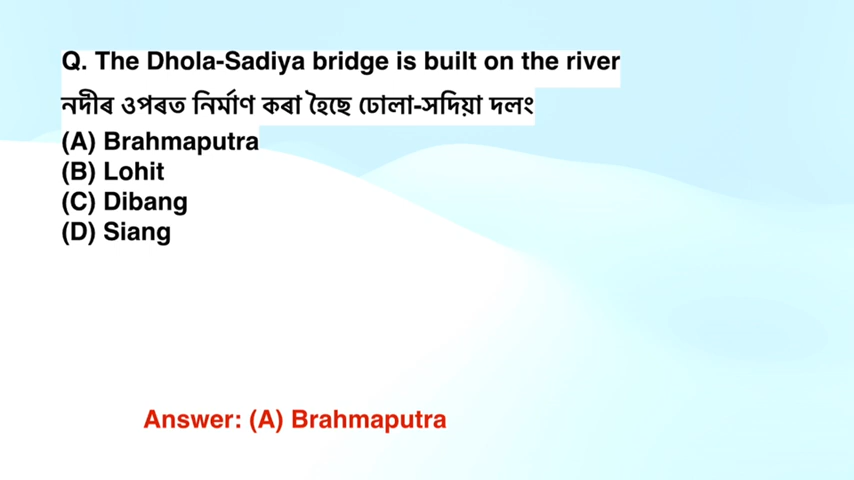 Q. The Dhola-Sadiya bridge is built on the river
নদীৰ ওপৰত নিৰ্মাণ কৰা হৈছে ঢোলা-সদিয়া দলং
(A) Brahmaputra
(B) Lohit
(C) Dibang
(D) Siang
Answer: (A) Brahmaputra